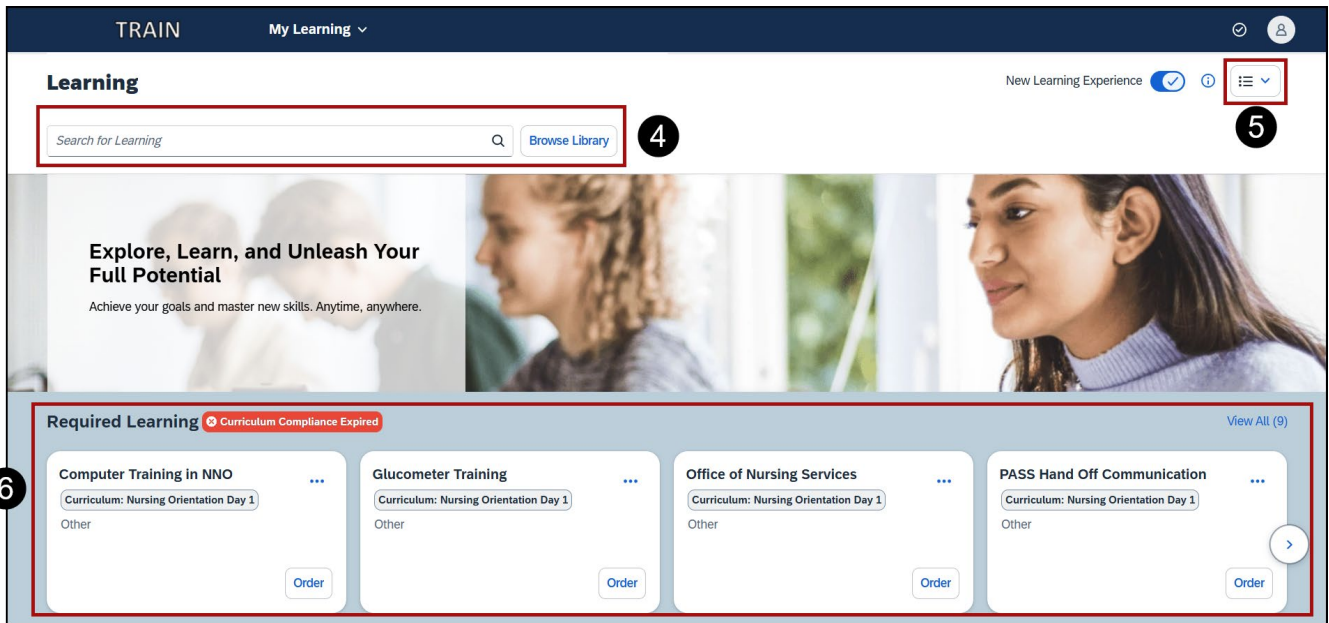 TRAIN My Learning
Learning
New Learning Experience
5
Search for Learning Browse Library
4
Explore, Learn, and Unleash Your
Full Potential
Achieve your goals and master new skills. Anytime, anywhere.
6
Required Learning Curriculum Compliance Expired View All (9)
Computer Training in NNO
Curriculum: Nursing Orientation Day 1
Other
Order
Glucometer Training
Curriculum: Nursing Orientation Day 1
Other
Order
Office of Nursing Services
Curriculum: Nursing Orientation Day 1
Other
Order
PASS Hand Off Communication
Curriculum: Nursing Orientation Day 1
Other
Order